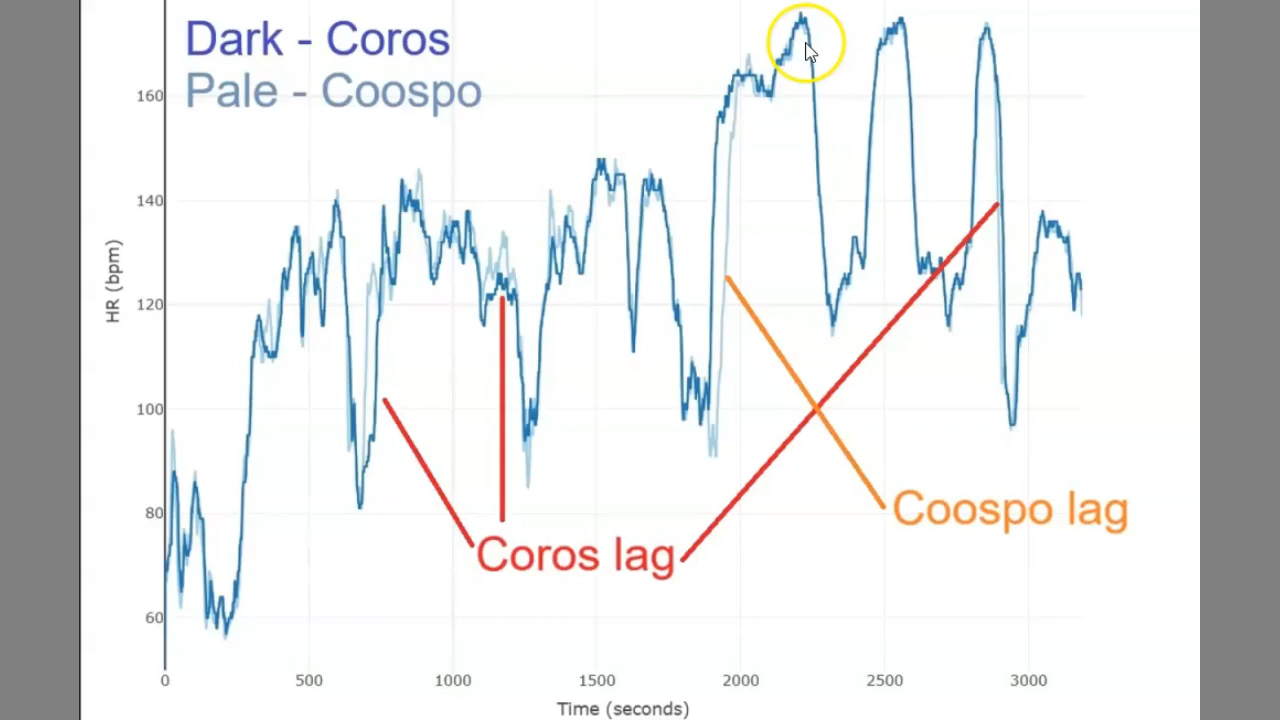 Dark - Coros
Pale - Coospo
160
140
120
100
80
60
HR (bpm)
Coospo lag
Coros lag
0 500 1000 1500 2000 2500 3000
Time (seconds)